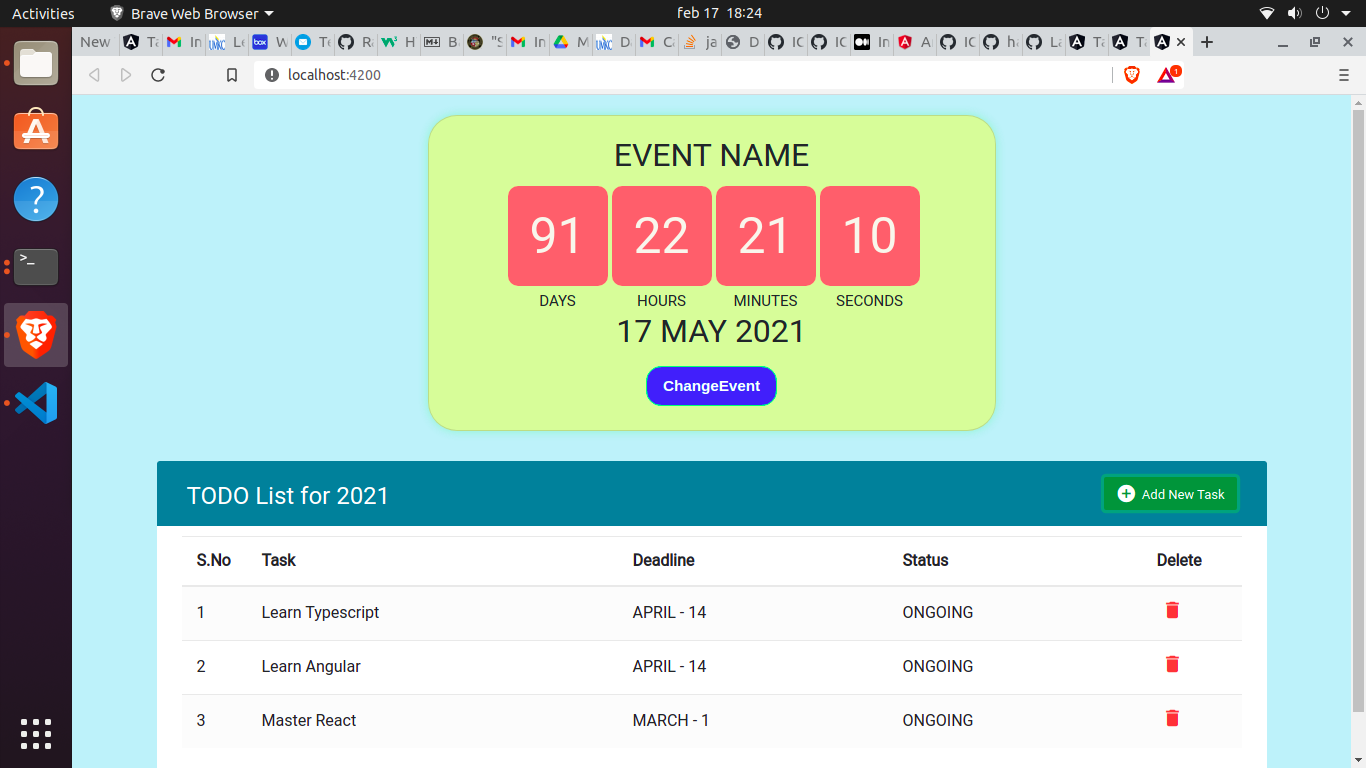 Activities Brave Web Browser feb 17 18:24
New Ta In Le W Te Ra H B "S In M D Ca ja D IC IC In A IC ha La Ta Ta
localhost:4200
1
EVENT NAME
91 22 21 10
DAYS HOURS MINUTES SECONDS
17 MAY 2021
ChangeEvent
TODO List for 2021
Add New Task
S.No Task Deadline Status Delete
1 Learn Typescript APRIL - 14 ONGOING
2 Learn Angular APRIL - 14 ONGOING
3 Master React MARCH - 1 ONGOING